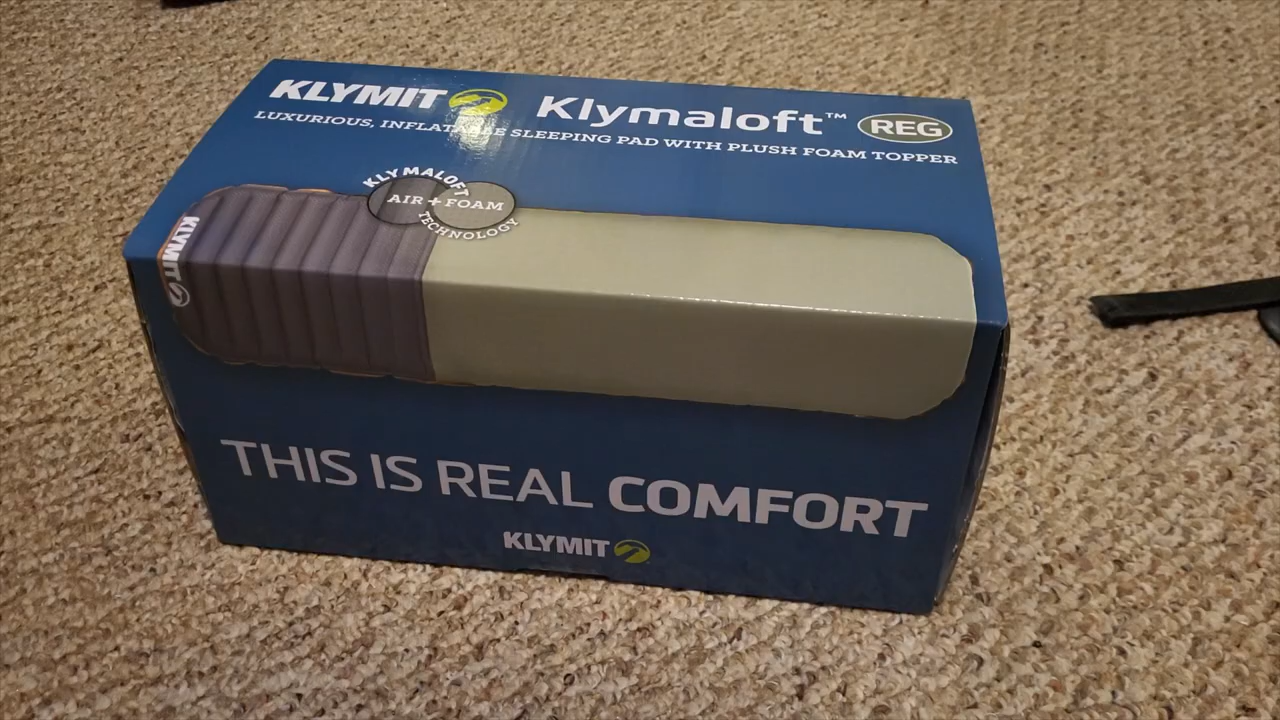 KLYMIT Klymaloft™ REG
LUXURIOUS, INFLATABLE SLEEPING PAD WITH PLUSH FOAM TOPPER
KLYMALOFT
AIR + FOAM
TECHNOLOGY
KLYMIT
THIS IS REAL COMFORT
KLYMIT